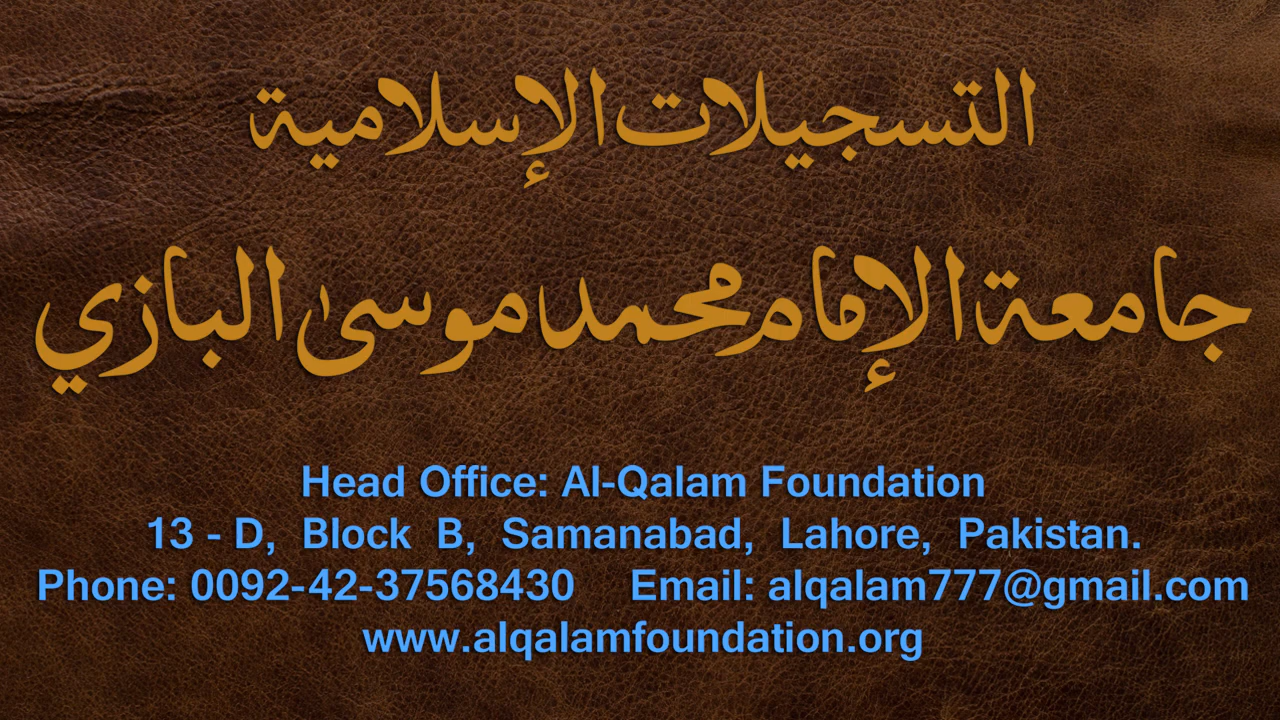 التسجيلات الإسلامية
جامعة الإمام محمد موسىٰ البازي
Head Office: Al-Qalam Foundation
13 - D, Block B, Samanabad, Lahore, Pakistan.
Phone: 0092-42-37568430 Email: alqalam777@gmail.com
www.alqalamfoundation.org